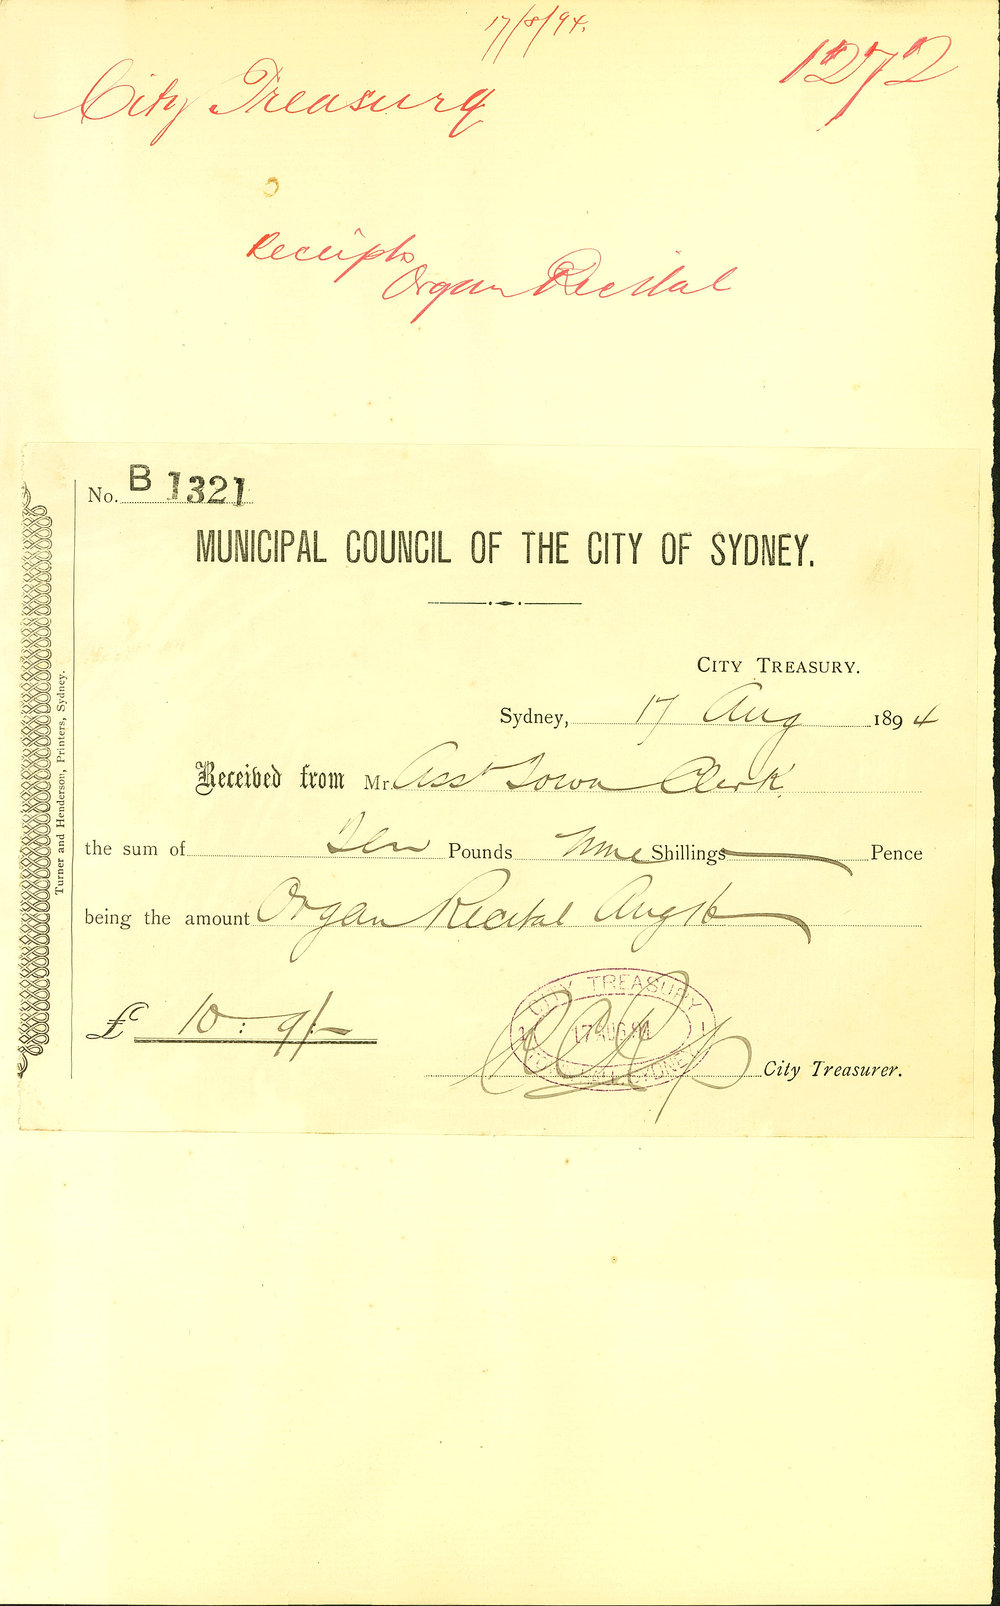 17/8/94.
City Treasury
1272
Receipts
Organ Recital
No. B 1321
MUNICIPAL COUNCIL OF THE CITY OF SYDNEY.
CITY TREASURY.
Sydney, 17 Aug 1894
Received from Mr. Asst Town Clerk
the sum of Ten Pounds Nine Shillings Pence
being the amount Organ Recital Aug 16
£ 10 : 9/-
CITY TREASURY
17 AUG 94
SYDNEY
City Treasurer.
Turner and Henderson, Printers, Sydney.